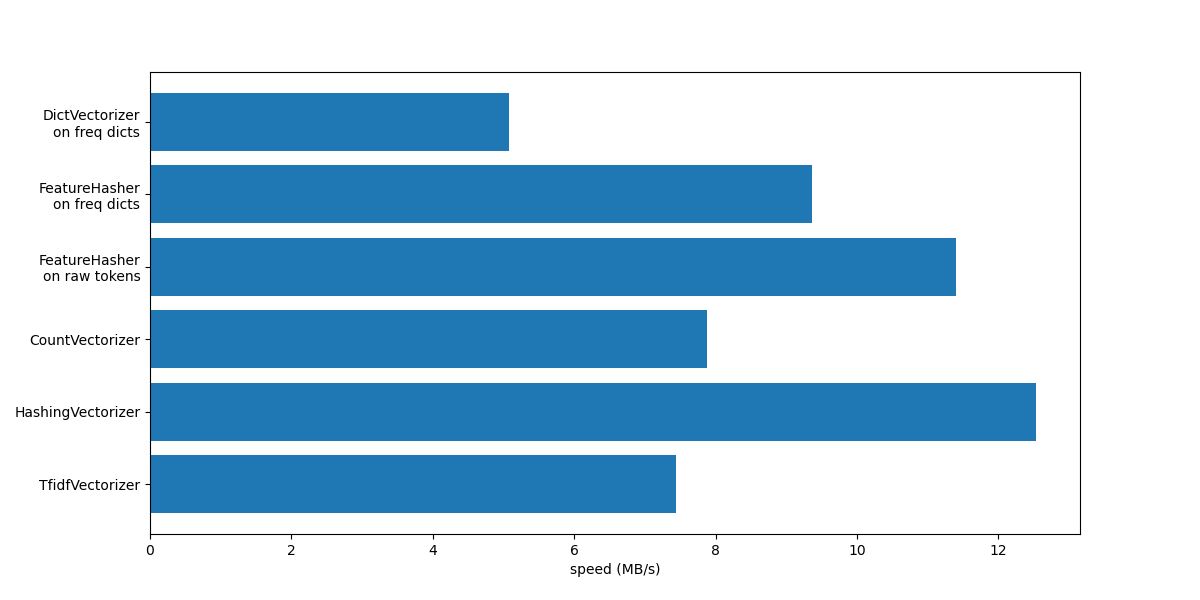 DictVectorizer
on freq dicts
FeatureHasher
on freq dicts
FeatureHasher
on raw tokens
CountVectorizer
HashingVectorizer
TfidfVectorizer
0 2 4 6 8 10 12
speed (MB/s)